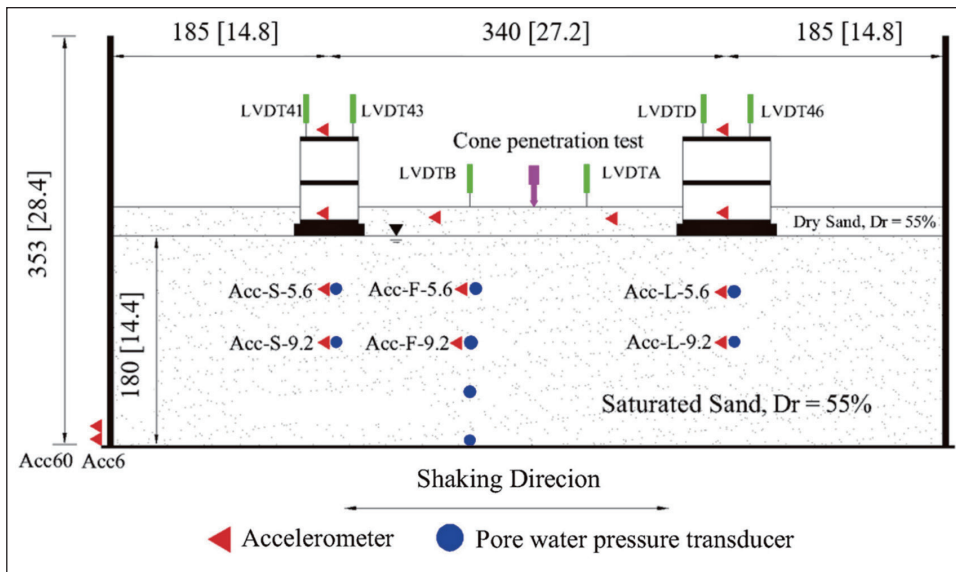 185 [14.8]
340 [27.2]
185 [14.8]
LVDT41
LVDT43
LVDTD
LVDT46
Cone penetration test
LVDTB
LVDTA
353 [28.4]
Dry Sand, Dr = 55%
Acc-S-5.6
Acc-F-5.6
Acc-L-5.6
Acc-S-9.2
Acc-F-9.2
Acc-L-9.2
180 [14.4]
Saturated Sand, Dr = 55%
Acc60
Acc6
Shaking Direcion
Accelerometer
Pore water pressure transducer